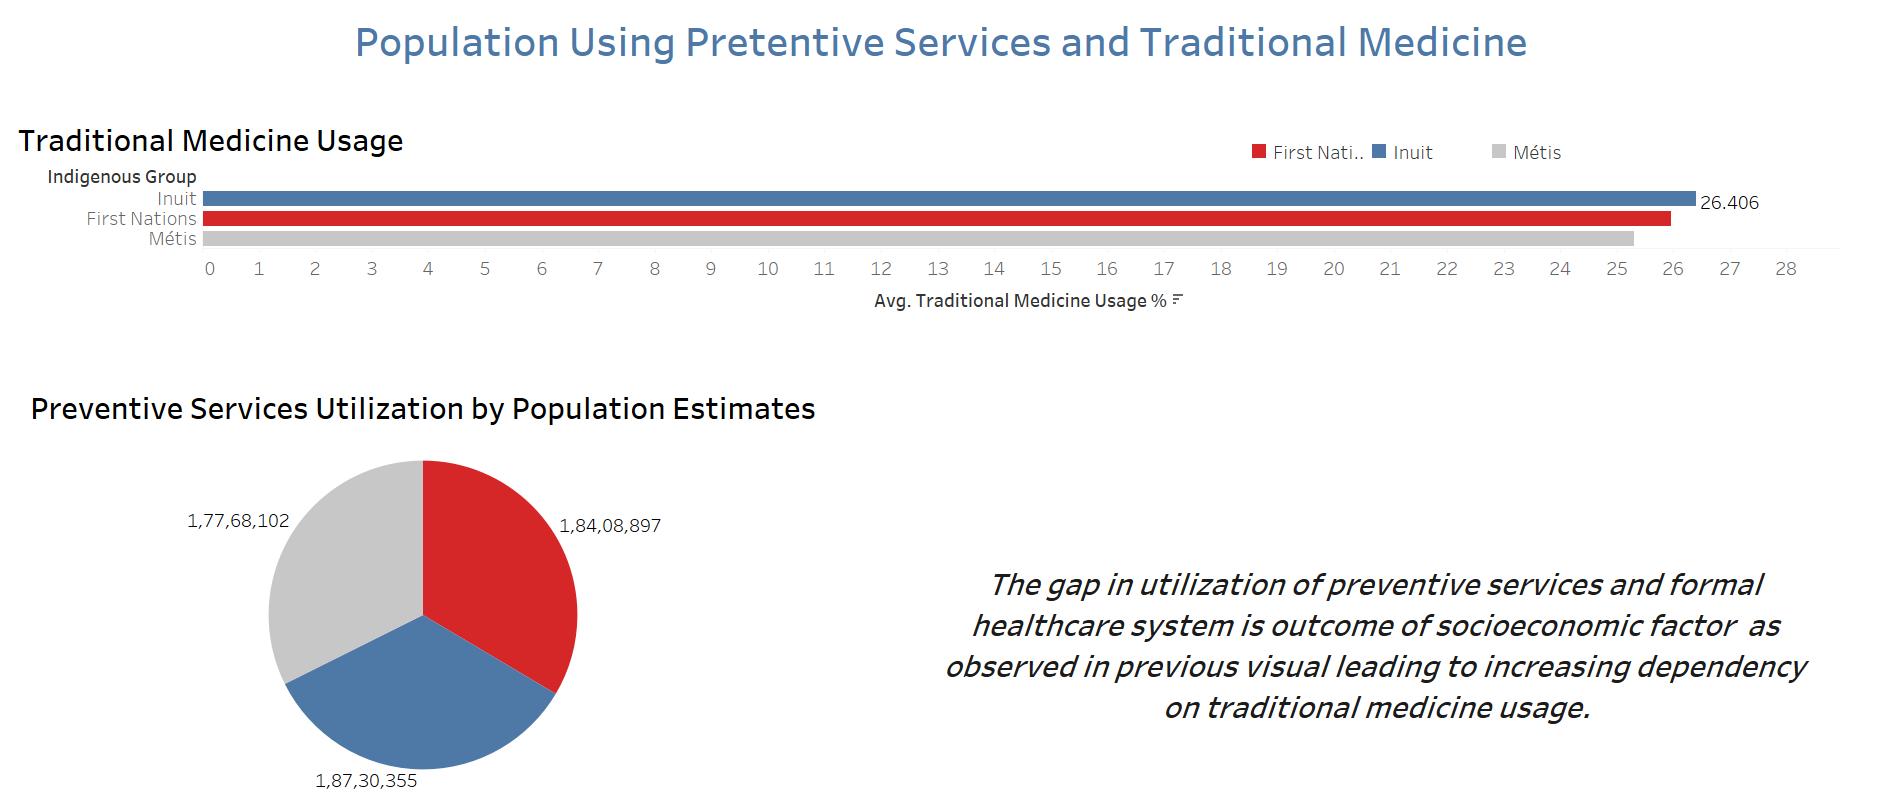 Population Using Pretentive Services and Traditional Medicine
Traditional Medicine Usage
First Nati.. Inuit Métis
Indigenous Group
Inuit
26.406
First Nations
Métis
0 1 2 3 4 5 6 7 8 9 10 11 12 13 14 15 16 17 18 19 20 21 22 23 24 25 26 27 28
Avg. Traditional Medicine Usage %
Preventive Services Utilization by Population Estimates
1,77,68,102
1,84,08,897
1,87,30,355
The gap in utilization of preventive services and formal
healthcare system is outcome of socioeconomic factor  as
observed in previous visual leading to increasing dependency
on traditional medicine usage.